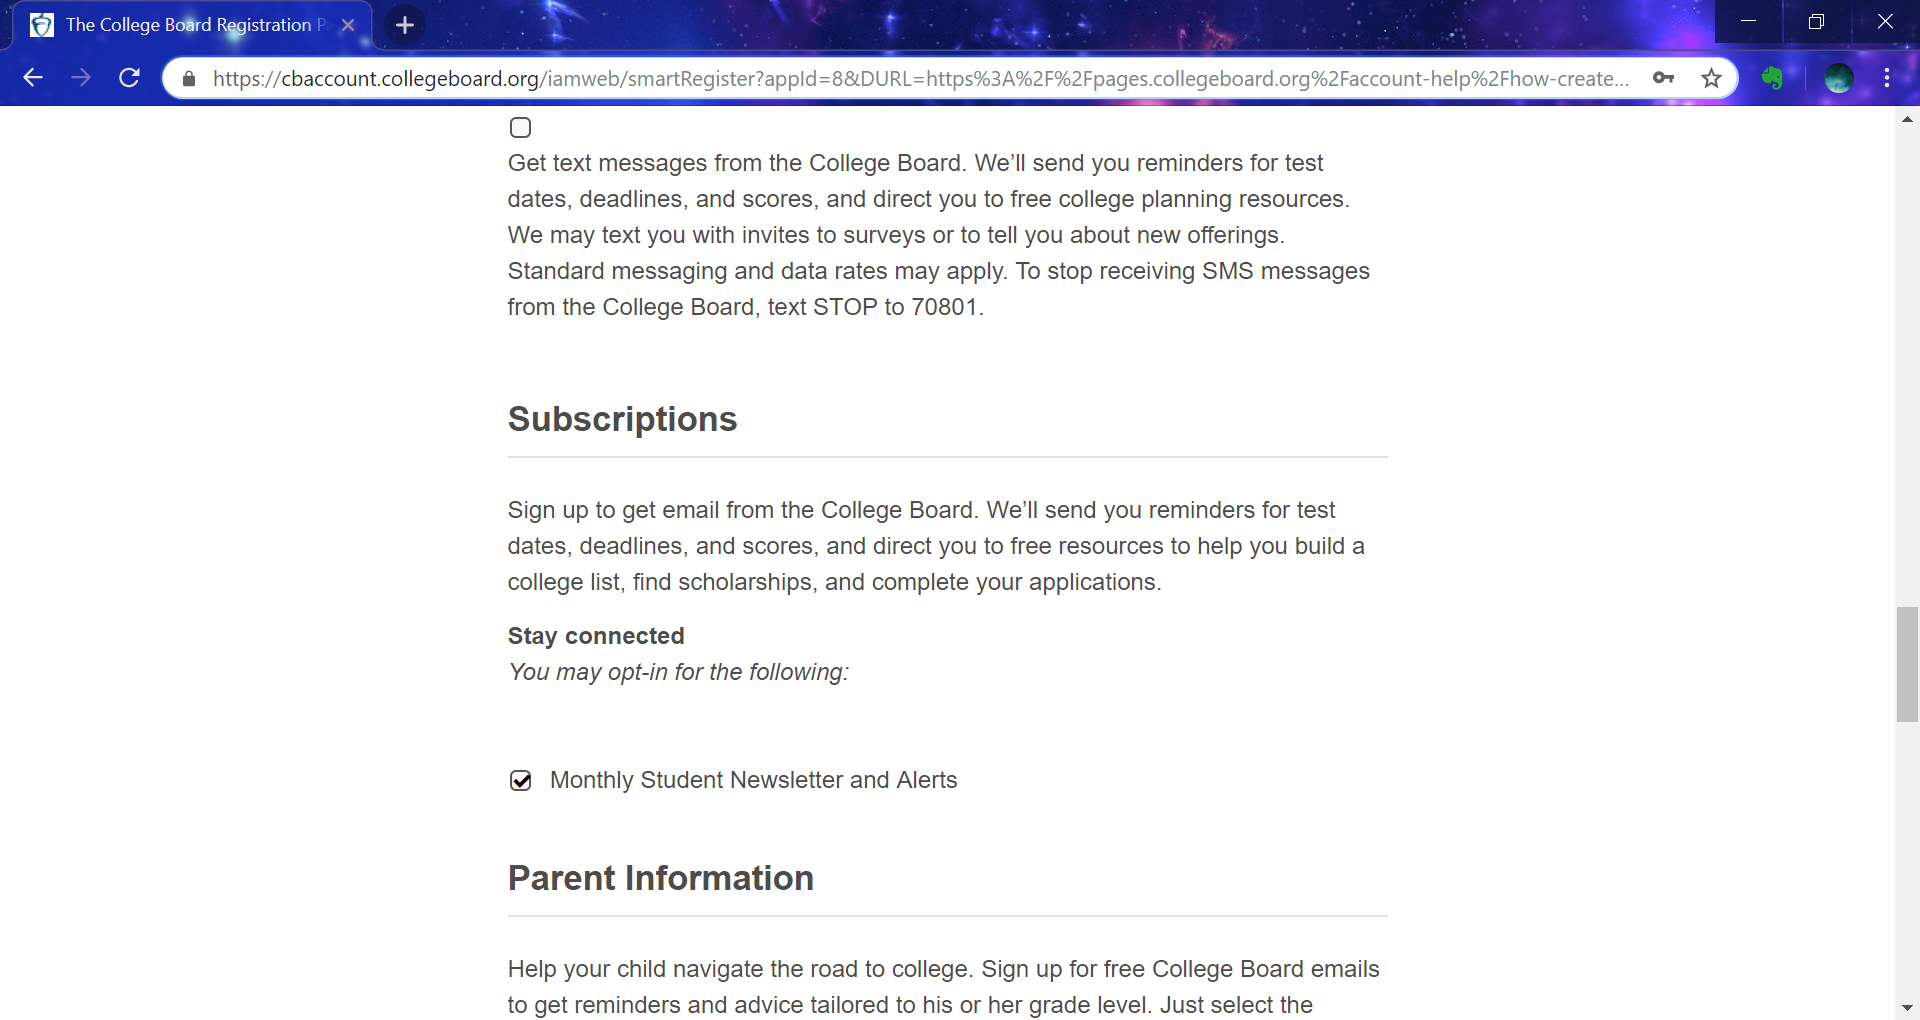 The College Board Registration
https://cbaccount.collegeboard.org/iamweb/smartRegister?appId=8&DURL=https%3A%2F%2Fpages.collegeboard.org%2Faccount-help%2Fhow-create...
Get text messages from the College Board. We’ll send you reminders for test
dates, deadlines, and scores, and direct you to free college planning resources.
We may text you with invites to surveys or to tell you about new offerings.
Standard messaging and data rates may apply. To stop receiving SMS messages
from the College Board, text STOP to 70801.
Subscriptions
Sign up to get email from the College Board. We’ll send you reminders for test
dates, deadlines, and scores, and direct you to free resources to help you build a
college list, find scholarships, and complete your applications.
Stay connected
You may opt-in for the following:
Monthly Student Newsletter and Alerts
Parent Information
Help your child navigate the road to college. Sign up for free College Board emails
to get reminders and advice tailored to his or her grade level. Just select the